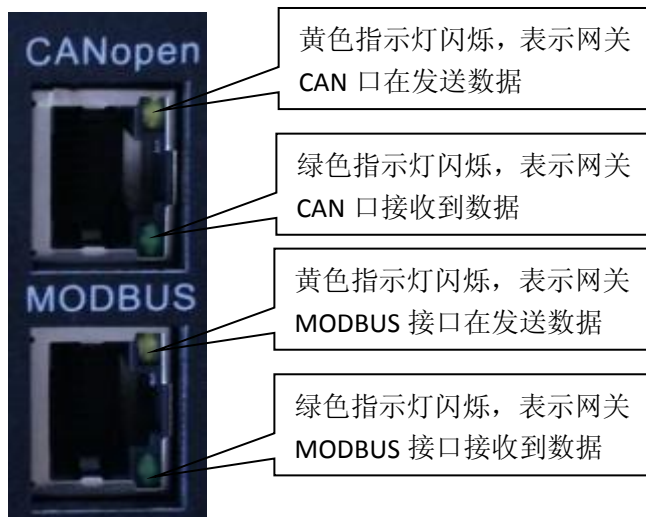 CANopen
黄色指示灯闪烁，表示网关
CAN 口在发送数据
绿色指示灯闪烁，表示网关
CAN 口接收到数据
MODBUS
黄色指示灯闪烁，表示网关
MODBUS 接口在发送数据
绿色指示灯闪烁，表示网关
MODBUS 接口接收到数据